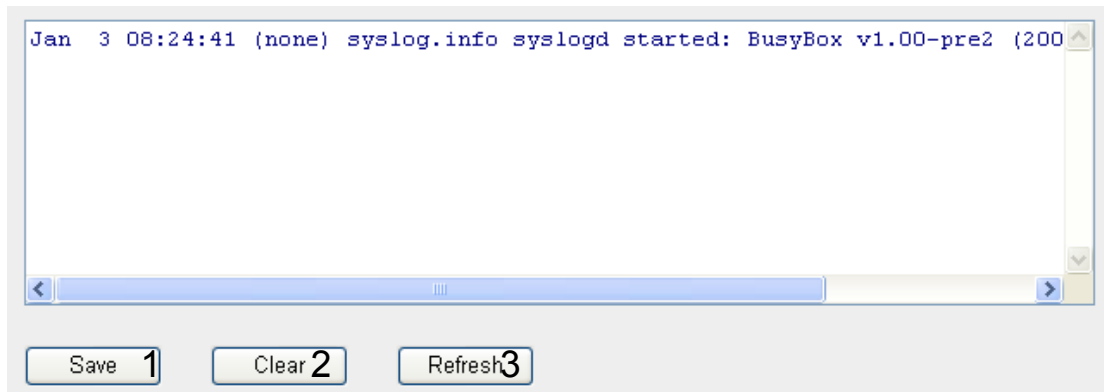 Jan  3 08:24:41 (none) syslog.info syslogd started: BusyBox v1.00-pre2 (200
Save 1 Clear 2 Refresh 3